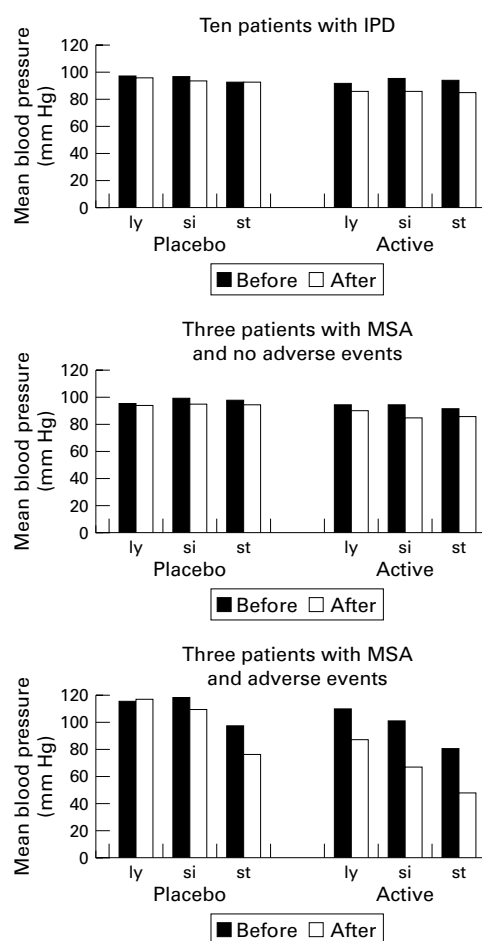 Ten patients with IPD
Mean blood pressure
(mm Hg)
120
100
80
60
40
20
0
ly si st ly si st
Placebo Active
Before After
Three patients with MSA
and no adverse events
Mean blood pressure
(mm Hg)
120
100
80
60
40
20
0
ly si st ly si st
Placebo Active
Before After
Three patients with MSA
and adverse events
Mean blood pressure
(mm Hg)
120
100
80
60
40
20
0
ly si st ly si st
Placebo Active
Before After